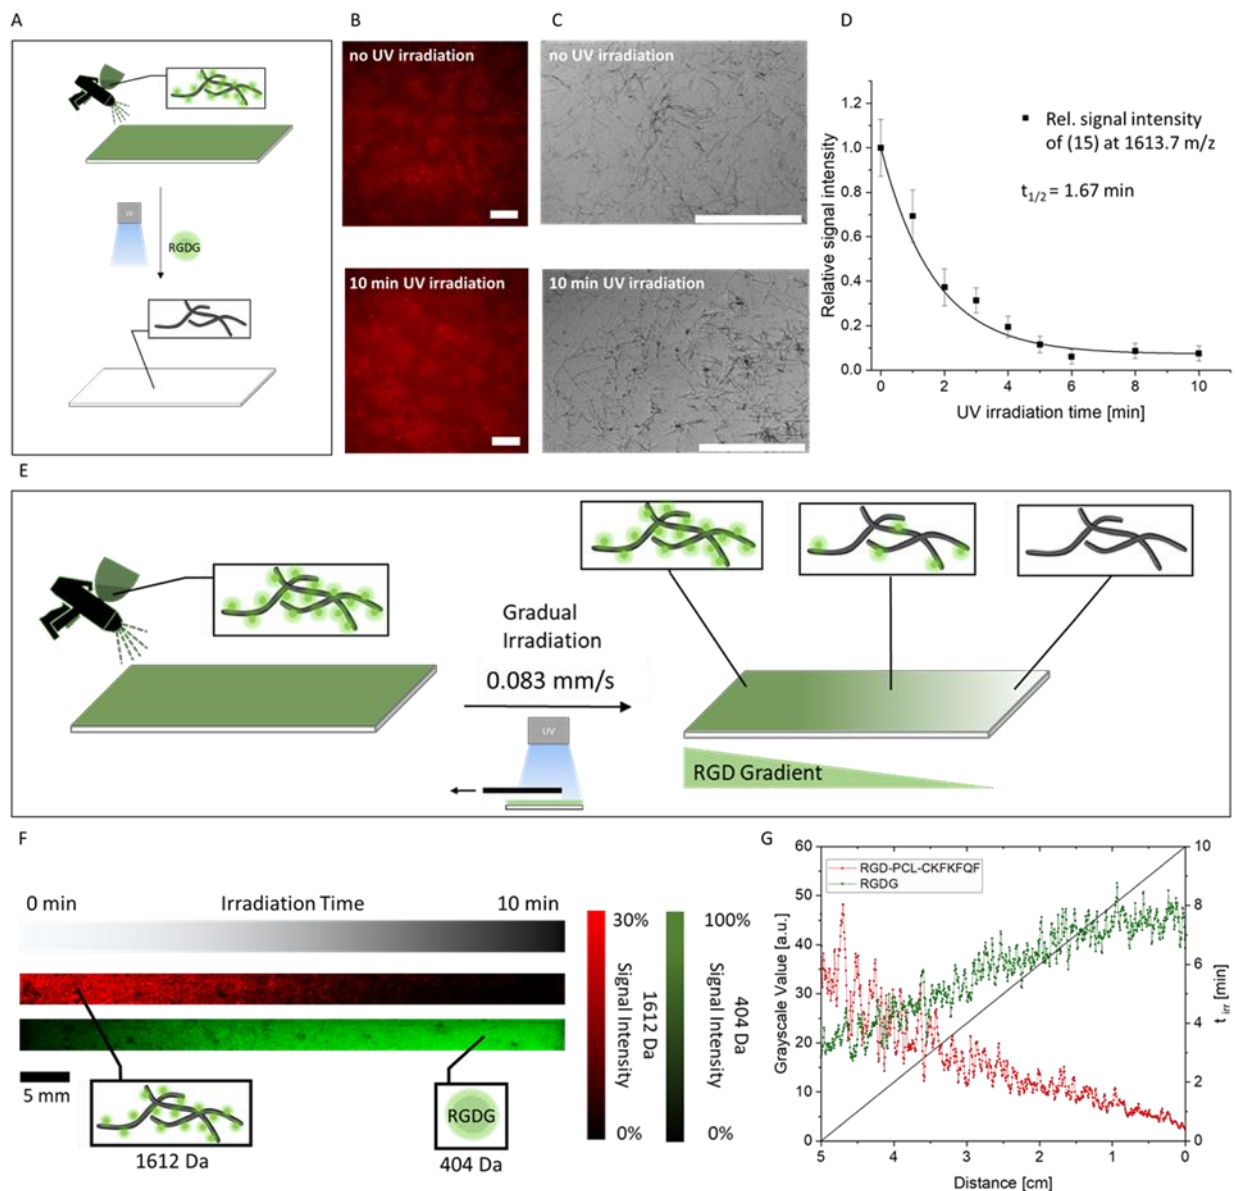 A
B
C
D
no UV irradiation
no UV irradiation
RGDG
10 min UV irradiation
10 min UV irradiation
Relative signal intensity
1.2
1.0
0.8
0.6
0.4
0.2
0.0
0
2
4
6
8
10
UV irradiation time [min]
Rel. signal intensity
of (15) at 1613.7 m/z
t1/2 = 1.67 min
E
Gradual
Irradiation
0.083 mm/s
UV
RGD Gradient
F
0 min
Irradiation Time
10 min
5 mm
1612 Da
RGDG
404 Da
30%
Signal Intensity
1612 Da
0%
100%
Signal Intensity
404 Da
0%
G
RGD-PCL-CKFKFQF
RGDG
Grayscale Value [a.u.]
60
50
40
30
20
10
0
10
8
6
4
2
0
t irr [min]
5
4
3
2
1
0
Distance [cm]